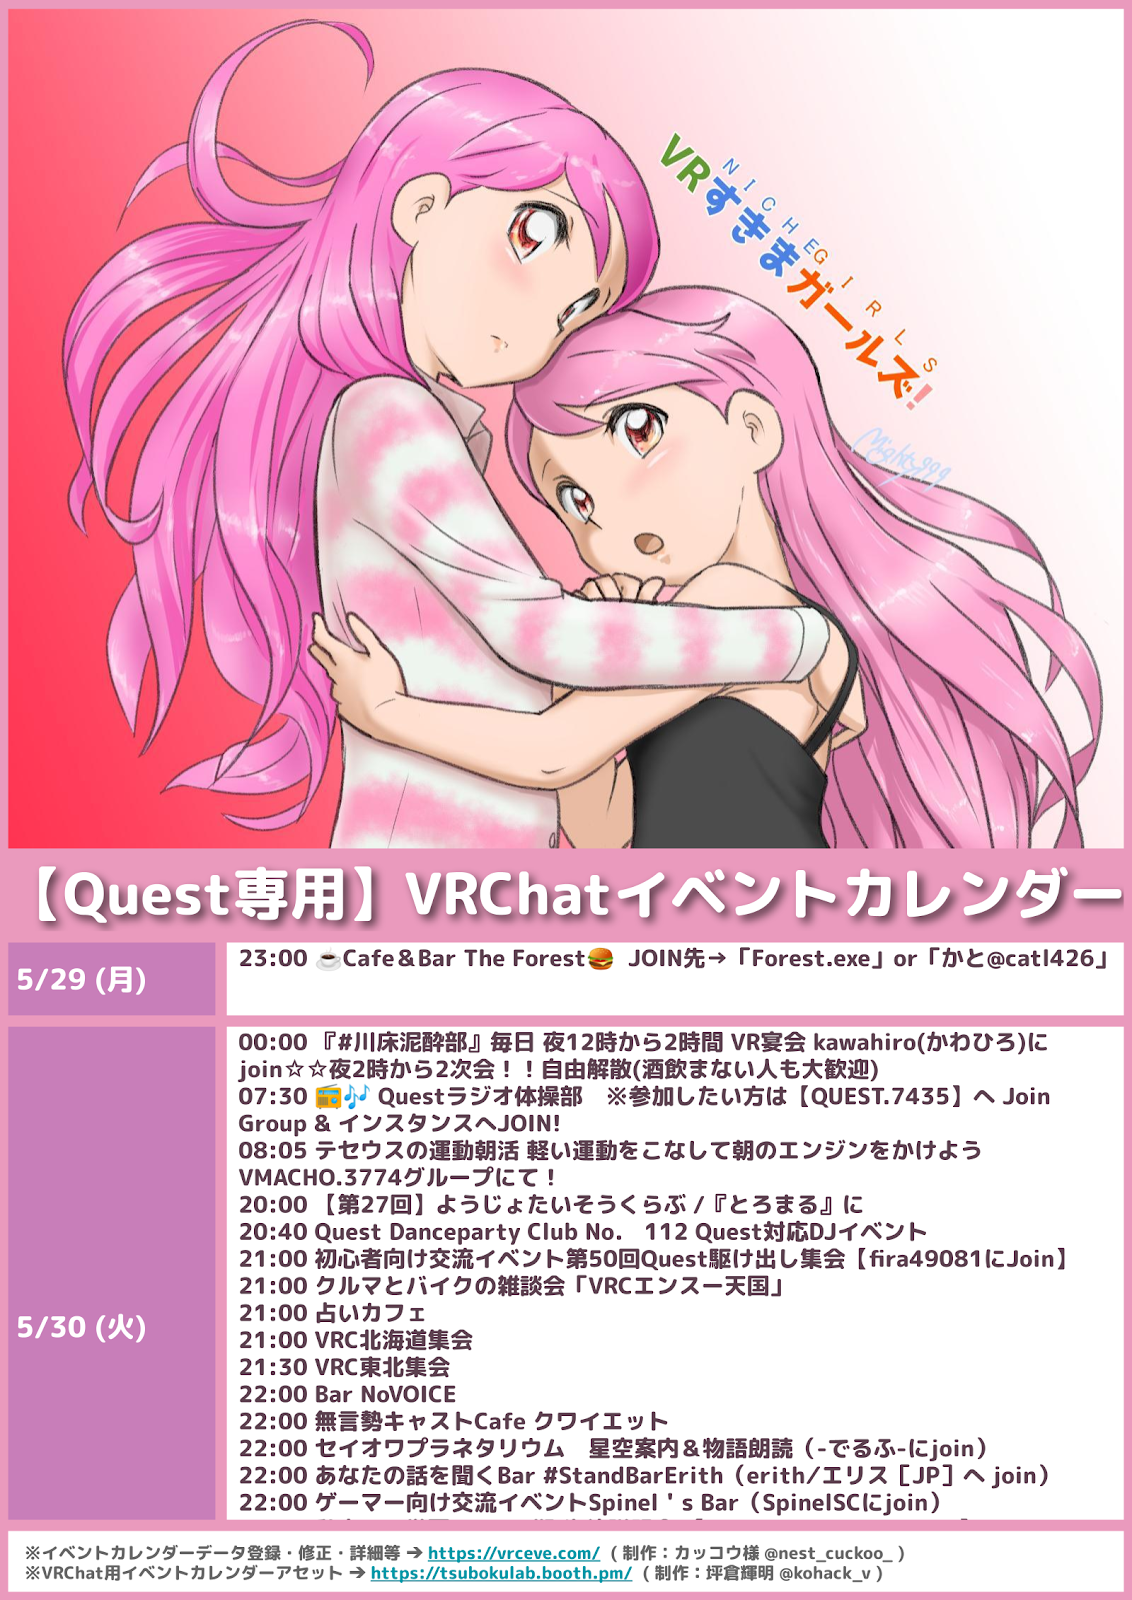 VRすきまガールズ!
NICHEGIRLS
Mighty999
【Quest専用】VRChatイベントカレンダー
5/29 (月)
23:00 ☕Cafe＆Bar The Forest🍔 JOIN先→「Forest.exe」or「かと@catl426」
5/30 (火)
00:00 『#川床泥酔部』毎日 夜12時から2時間 VR宴会 kawahiro(かわひろ)に
join☆☆夜2時から2次会！！自由解散(酒飲まない人も大歓迎)
07:30 📻🎶 Questラジオ体操部　※参加したい方は【QUEST.7435】へ Join
Group & インスタンスへJOIN!
08:05 テセウスの運動朝活 軽い運動をこなして朝のエンジンをかけよう
VMACHO.3774グループにて！
20:00 【第27回】ようじょたいそうくらぶ /『とろまる』に
20:40 Quest Danceparty Club No.　112 Quest対応DJイベント
21:00 初心者向け交流イベント第50回Quest駆け出し集会【fira49081にJoin】
21:00 クルマとバイクの雑談会「VRCエンスー天国」
21:00 占いカフェ
21:00 VRC北海道集会
21:30 VRC東北集会
22:00 Bar NoVOICE
22:00 無言勢キャストCafe クワイエット
22:00 セイオワプラネタリウム　星空案内＆物語朗読（-でるふ-にjoin）
22:00 あなたの話を聞くBar #StandBarErith（erith/エリス［JP］へ join）
22:00 ゲーマー向け交流イベントSpinel＇s Bar（SpinelSCにjoin）
※イベントカレンダーデータ登録・修正・詳細等 ➔ https://vrceve.com/ ( 制作：カッコウ様 @nest_cuckoo_ )
※VRChat用イベントカレンダーアセット ➔ https://tsubokulab.booth.pm/ ( 制作：坪倉輝明 @kohack_v )